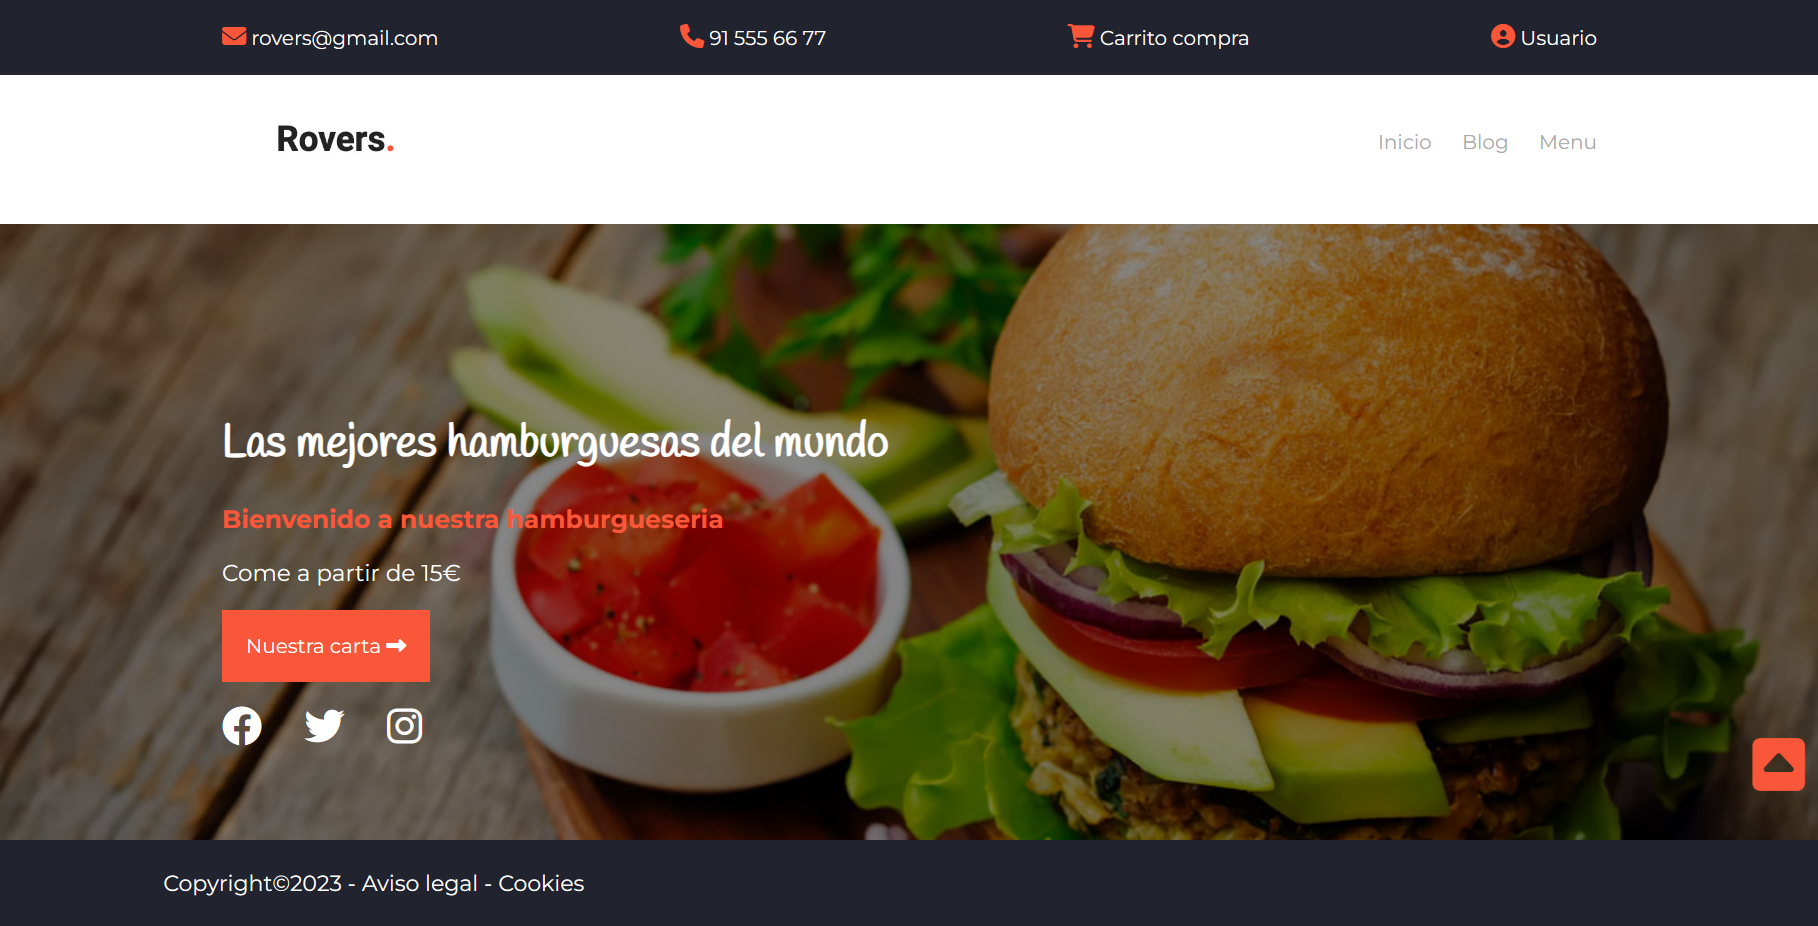 rovers@gmail.com
91 555 66 77
Carrito compra
Usuario
Rovers.
Inicio
Blog
Menu
Las mejores hamburguesas del mundo
Bienvenido a nuestra hamburgueseria
Come a partir de 15€
Nuestra carta
Copyright©2023 - Aviso legal - Cookies